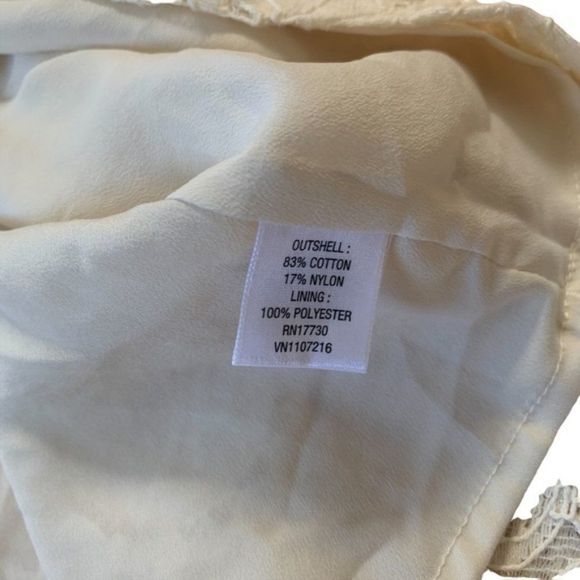 OUTSHELL :
83% COTTON
17% NYLON
LINING :
100% POLYESTER
RN17730
VN1107216